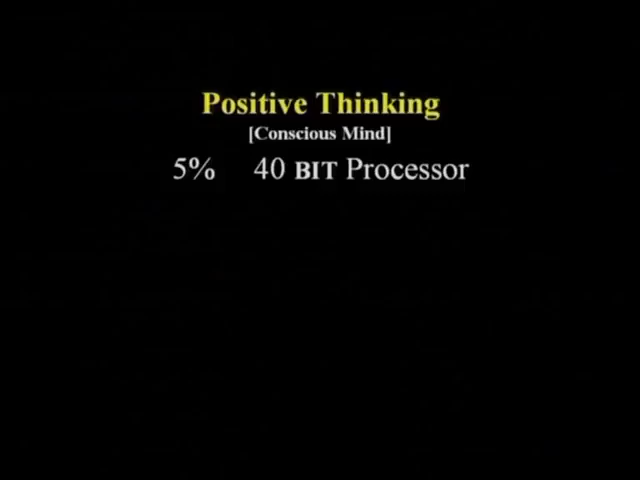 Positive Thinking
[Conscious Mind]
5% 40 BIT Processor